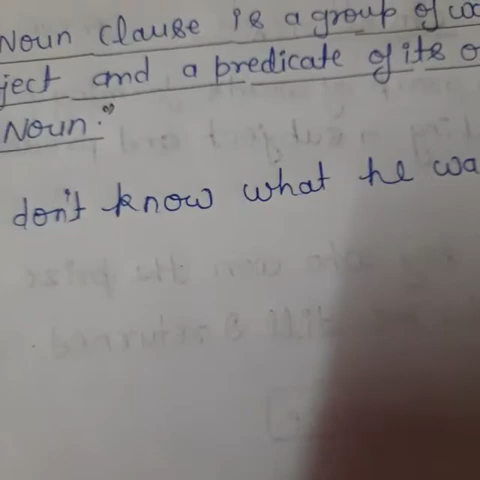 Noun clause is a group of
ject and a predicate of its
Noun."
don't know what he wa